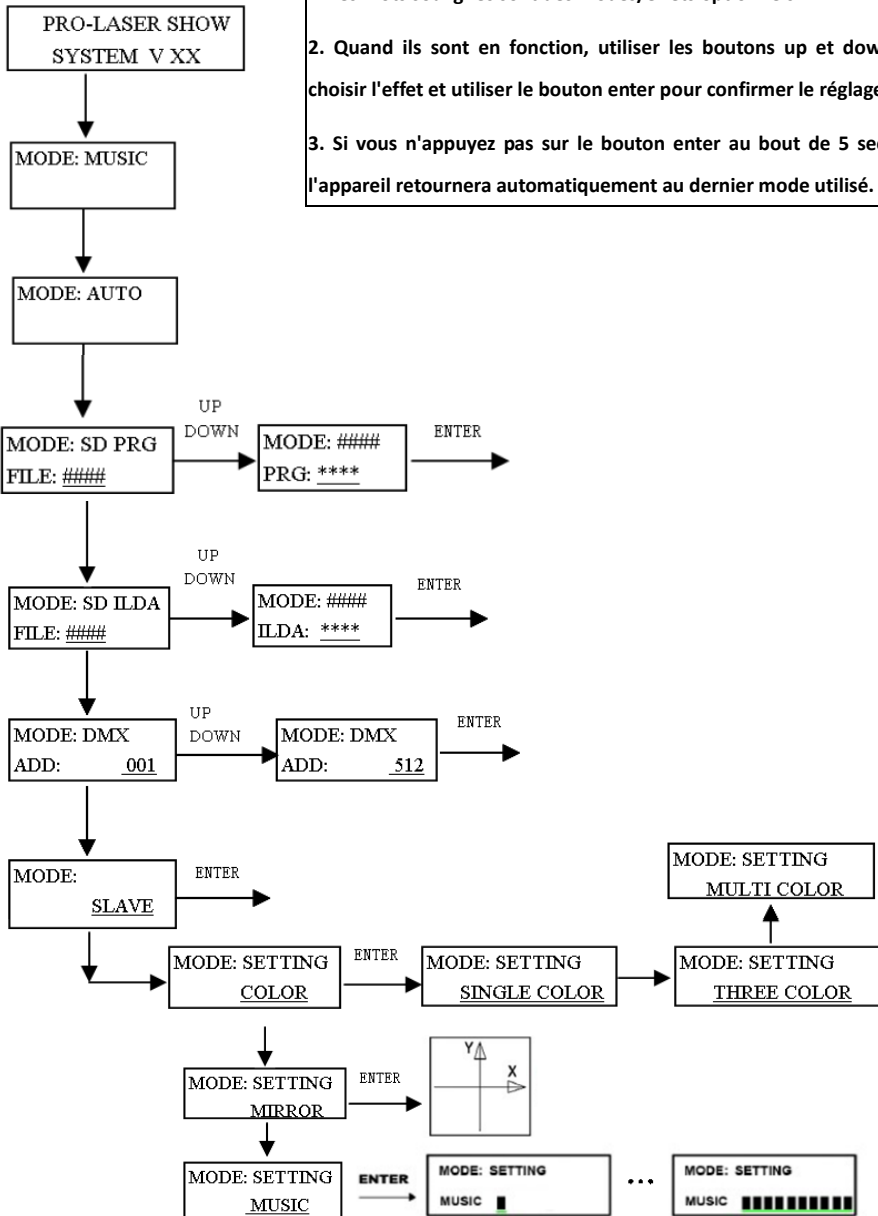 PRO-LASER SHOW
SYSTEM V XX
2. Quand ils sont en fonction, utiliser les boutons up et dow
choisir l'effet et utiliser le bouton enter pour confirmer le réglage
3. Si vous n'appuyez pas sur le bouton enter au bout de 5 sec
l'appareil retournera automatiquement au dernier mode utilisé.
MODE: MUSIC
MODE: AUTO
UP
DOWN
MODE: SD PRG
FILE: ####
MODE: ####
PRG: ****
ENTER
UP
DOWN
MODE: SD ILDA
FILE: ####
MODE: ####
ILDA: ****
ENTER
UP
DOWN
MODE: DMX
ADD: 001
MODE: DMX
ADD: 512
ENTER
MODE:
SLAVE
ENTER
MODE: SETTING
MULTI COLOR
MODE: SETTING
COLOR
ENTER
MODE: SETTING
SINGLE COLOR
MODE: SETTING
THREE COLOR
MODE: SETTING
MIRROR
ENTER
Y
X
MODE: SETTING
MUSIC
ENTER
MODE: SETTING
MUSIC
...
MODE: SETTING
MUSIC